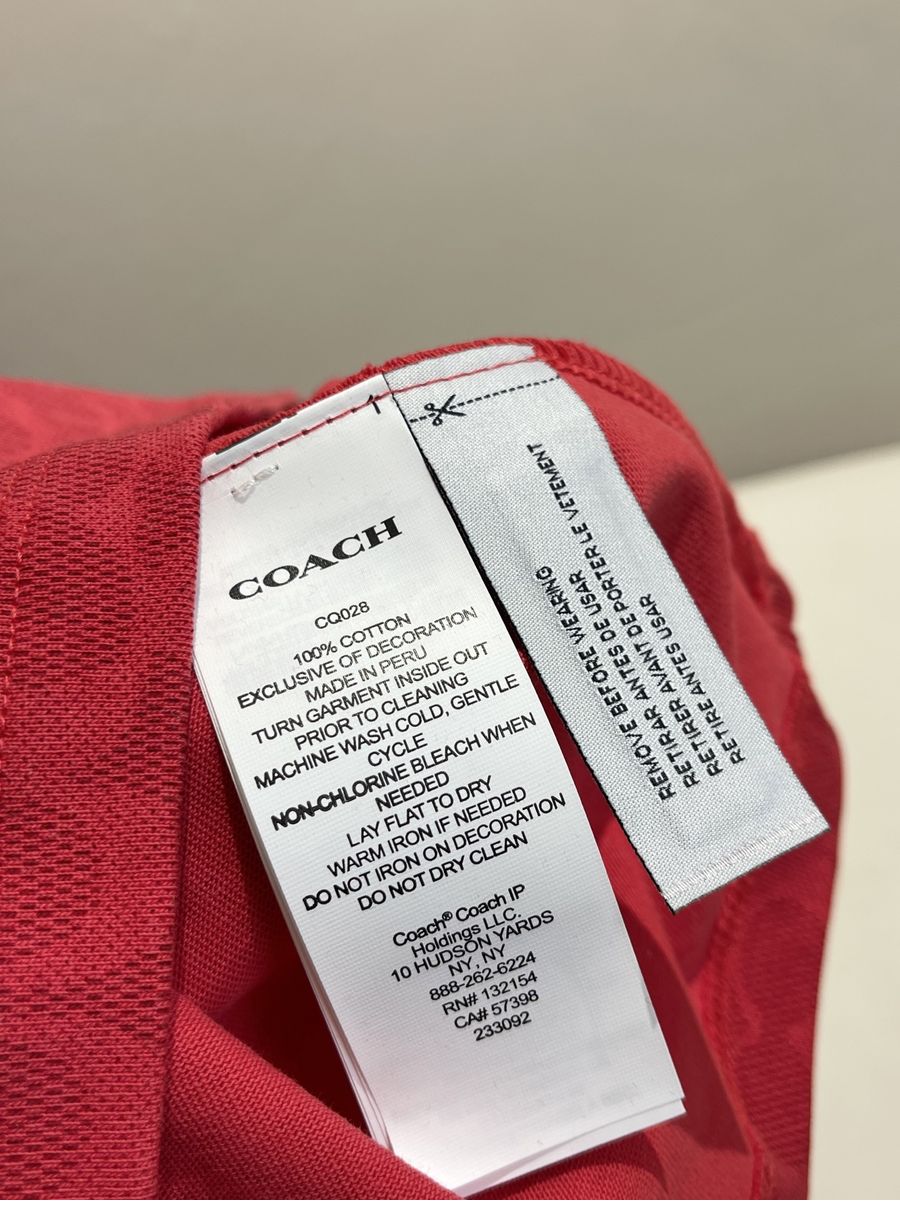 COACH
CQ028
100% COTTON
EXCLUSIVE OF DECORATION
MADE IN PERU
TURN GARMENT INSIDE OUT
PRIOR TO CLEANING
MACHINE WASH COLD, GENTLE
CYCLE
NON-CHLORINE BLEACH WHEN
NEEDED
LAY FLAT TO DRY
WARM IRON IF NEEDED
DO NOT IRON ON DECORATION
DO NOT DRY CLEAN
Coach® Coach IP
Holdings LLC.
10 HUDSON YARDS
NY, NY
888-262-6224
RN# 132154
CA# 57398
233092
REMOVE BEFORE WEARING
RETIRAR ANTES DE USAR
RETIRER AVANT DE PORTER LE VETEMENT
RETIRE ANTES USAR